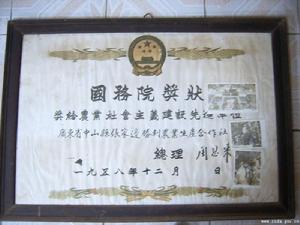 國務院獎狀
獎給農業社會主義建設先進單位
廣東省中山縣張家邊勝利農業生產合作社
總理 周恩來
一九五八年十二月 日